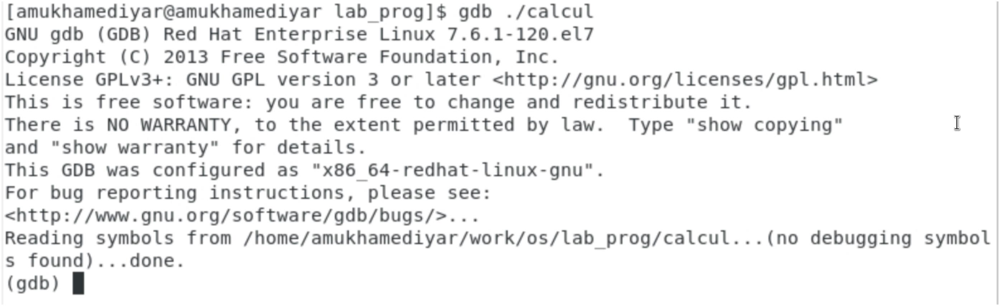 [amukhamediyar@amukhamediyar lab_prog]$ gdb ./calcul
GNU gdb (GDB) Red Hat Enterprise Linux 7.6.1-120.el7
Copyright (C) 2013 Free Software Foundation, Inc.
License GPLv3+: GNU GPL version 3 or later <http://gnu.org/licenses/gpl.html>
This is free software: you are free to change and redistribute it.
There is NO WARRANTY, to the extent permitted by law.  Type "show copying"
and "show warranty" for details.
This GDB was configured as "x86_64-redhat-linux-gnu".
For bug reporting instructions, please see:
<http://www.gnu.org/software/gdb/bugs/>...
Reading symbols from /home/amukhamediyar/work/os/lab_prog/calcul...(no debugging symbol
s found)...done.
(gdb)